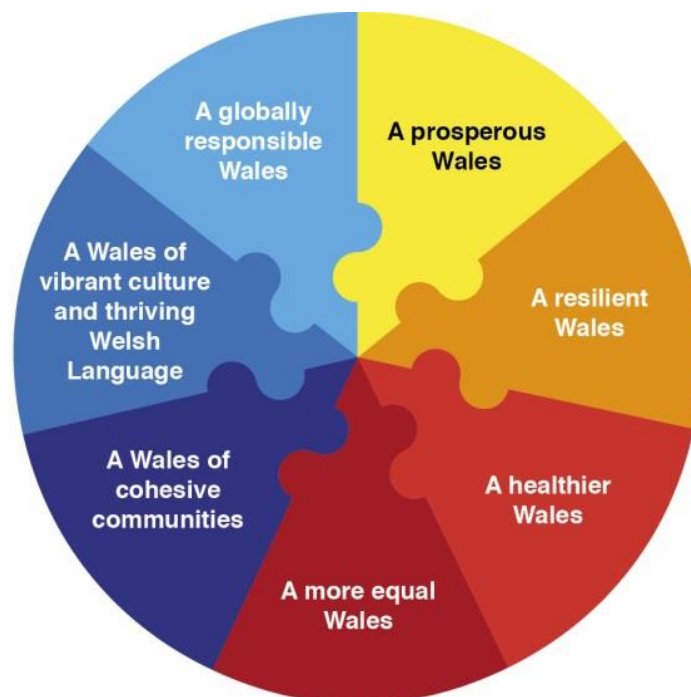 A prosperous
Wales
A resilient
Wales
A healthier
Wales
A more equal
Wales
A Wales of
cohesive
communities
A Wales of
vibrant culture
and thriving
Welsh
Language
A globally
responsible
Wales